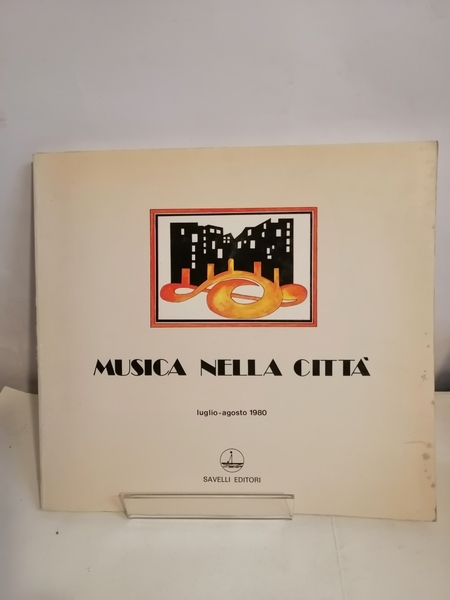 MUSICA NELLA CITTÀ
luglio-agosto 1980
SAVELLI EDITORI